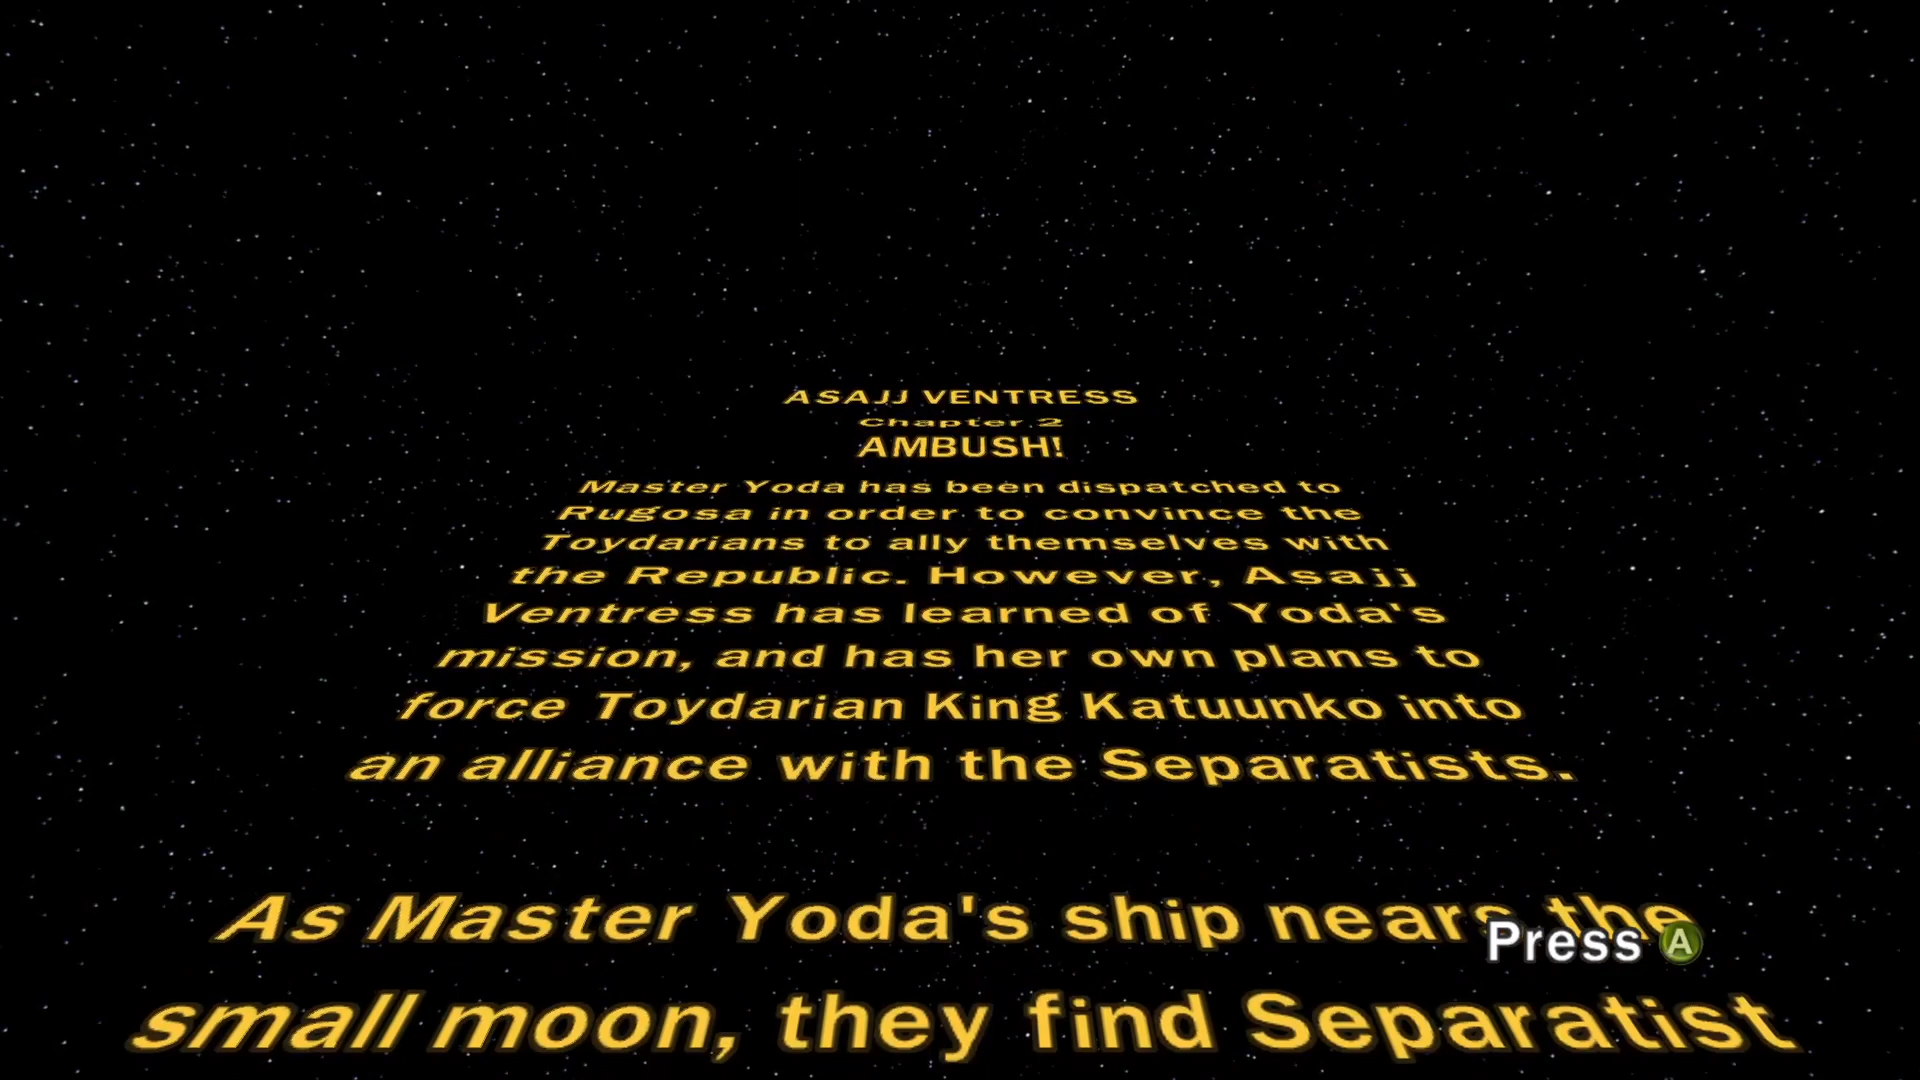 ASAJJ VENTRESS
Chapter 2
AMBUSH!
Master Yoda has been dispatched to
Rugosa in order to convince the
Toydarians to ally themselves with
the Republic. However, Asajj
Ventress has learned of Yoda's
mission, and has her own plans to
force Toydarian King Katuunko into
an alliance with the Separatists.
As Master Yoda's ship nears the
Press A
small moon, they find Separatist